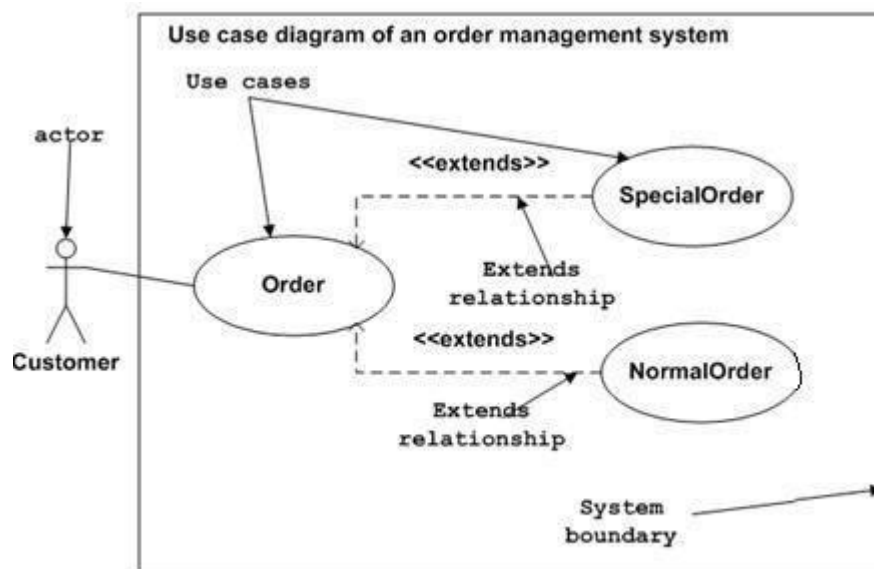 Use case diagram of an order management system
Use cases
actor
<<extends>>
SpecialOrder
Order
Extends
relationship
<<extends>>
Customer
NormalOrder
Extends
relationship
System
boundary